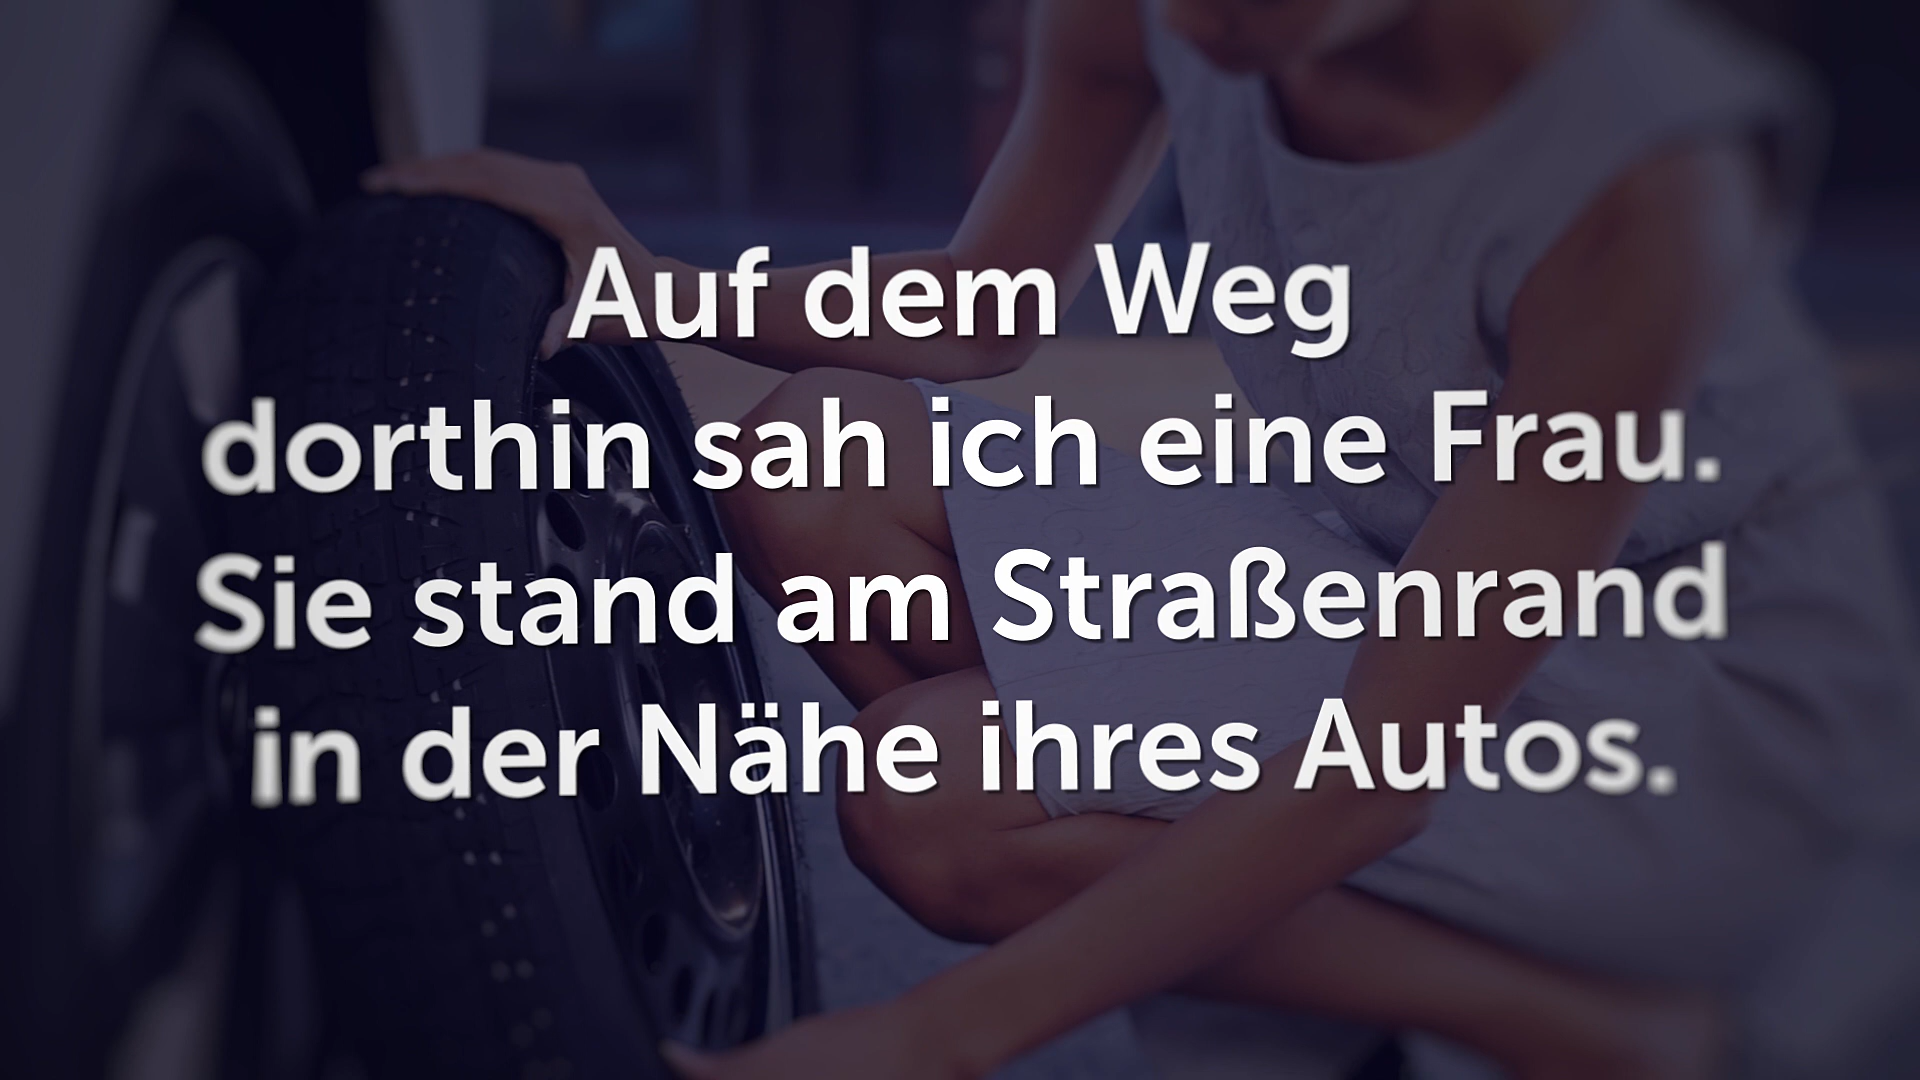 Auf dem Weg
dorthin sah ich eine Frau.
Sie stand am Straßenrand
in der Nähe ihres Autos.